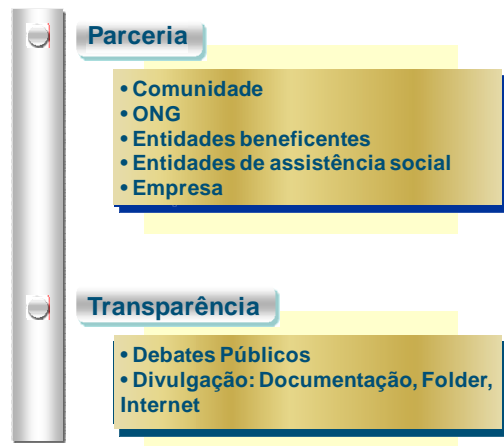 Parceria
• Comunidade
• ONG
• Entidades beneficentes
• Entidades de assistência social
• Empresa
Transparência
• Debates Públicos
• Divulgação: Documentação, Folder,
Internet